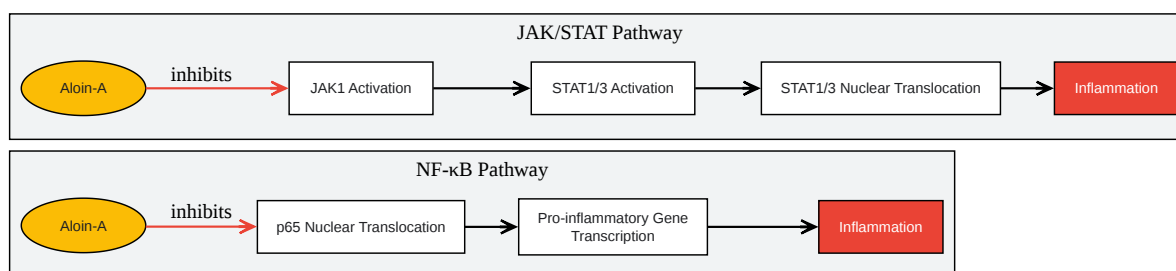 JAK/STAT Pathway
Aloin-A
inhibits
JAK1 Activation
STAT1/3 Activation
STAT1/3 Nuclear Translocation
Inflammation
NF-κB Pathway
Aloin-A
inhibits
p65 Nuclear Translocation
Pro-inflammatory Gene
Transcription
Inflammation